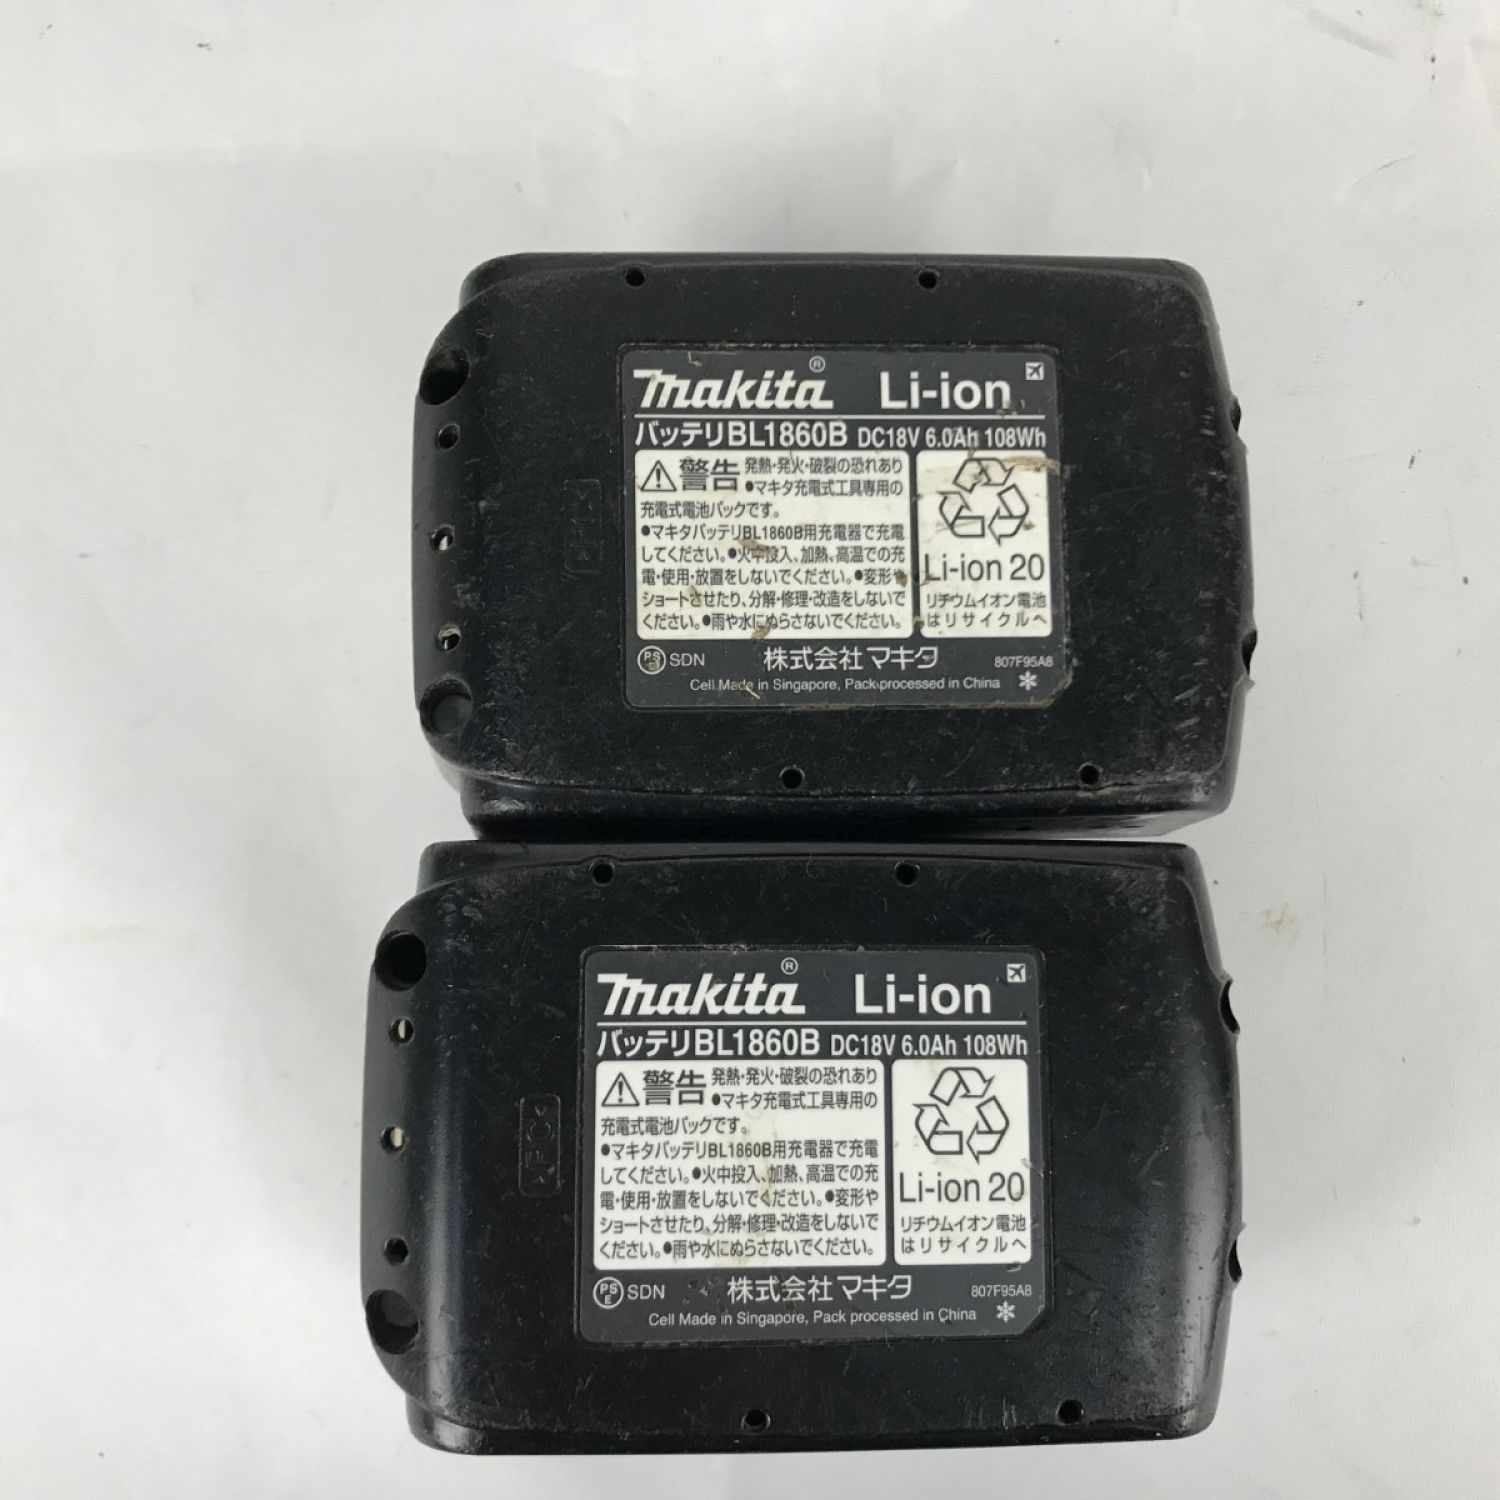 makita® Li-ion
バッテリBL1860B DC18V 6.0Ah 108Wh
警告 発熱・発火・破裂の恐れあり
●マキタ充電式工具専用の
充電式電池パックです。
●マキタバッテリBL1860B用充電器で充電
してください。●火中投入、加熱、高温での充
電・使用・放置をしないでください。●変形や
ショートさせたり、分解・修理・改造をしないで
ください。●雨や水にぬらさないでください。
Li-ion 20
リチウムイオン電池
はリサイクルへ
PSE SDN 株式会社マキタ 807F95A8
Cell Made in Singapore, Pack processed in China
makita® Li-ion
バッテリBL1860B DC18V 6.0Ah 108Wh
警告 発熱・発火・破裂の恐れあり
●マキタ充電式工具専用の
充電式電池パックです。
●マキタバッテリBL1860B用充電器で充電
してください。●火中投入、加熱、高温での充
電・使用・放置をしないでください。●変形や
ショートさせたり、分解・修理・改造をしないで
ください。●雨や水にぬらさないでください。
Li-ion 20
リチウムイオン電池
はリサイクルへ
PSE SDN 株式会社マキタ 807F95A8
Cell Made in Singapore, Pack processed in China